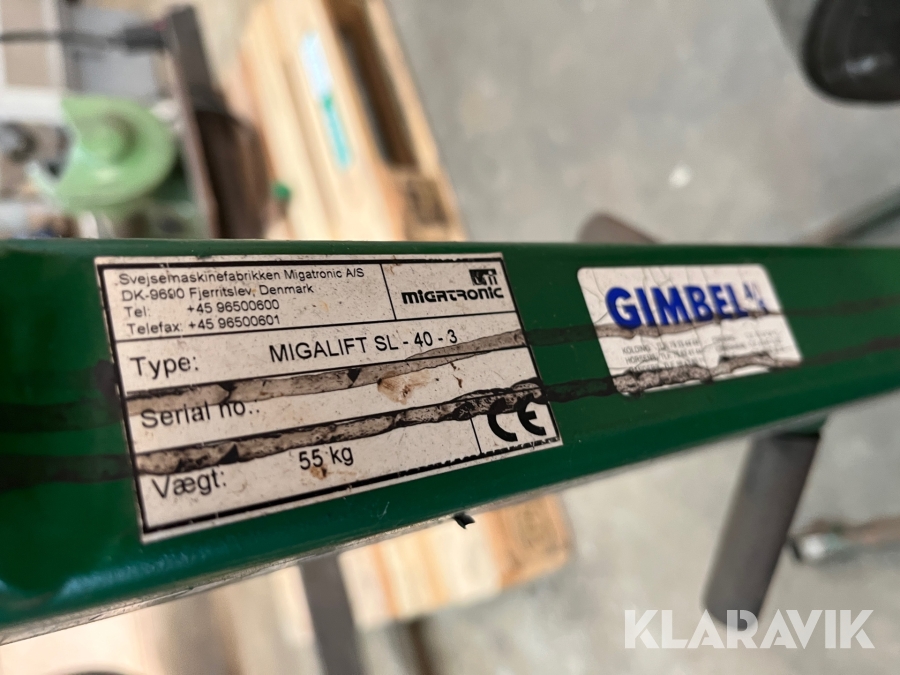 Svejsemaskinefabrikken Migatronic A/S
DK-9690 Fjerritslev, Denmark
Tel: +45 96500600
Telefax: +45 96500601
MIGATRONIC
Type: MIGALIFT SL - 40 - 3
Serial no.:
CE
Vægt: 55 kg
GIMBEL
KOLDING
KLARAVIK